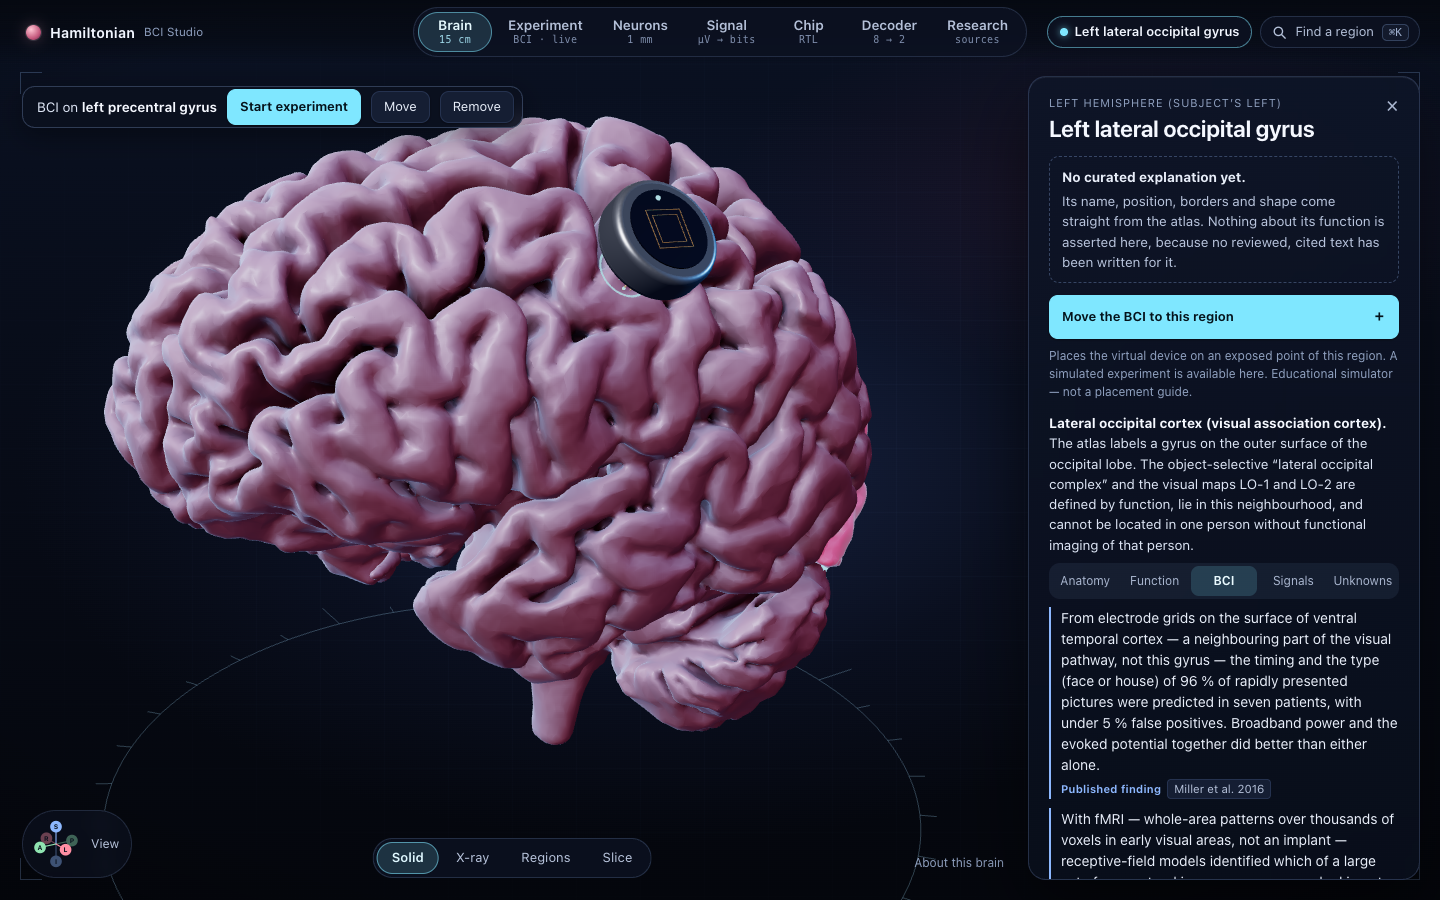 Hamiltonian BCI Studio
Brain
15 cm
Experiment
BCI · live
Neurons
1 mm
Signal
µV → bits
Chip
RTL
Decoder
8 → 2
Research
sources
Left lateral occipital gyrus
Find a region ⌘K
BCI on left precentral gyrus Start experiment Move Remove
LEFT HEMISPHERE (SUBJECT'S LEFT)
Left lateral occipital gyrus
No curated explanation yet.
Its name, position, borders and shape come
straight from the atlas. Nothing about its function is
asserted here, because no reviewed, cited text has
been written for it.
Move the BCI to this region +
Places the virtual device on an exposed point of this region. A
simulated experiment is available here. Educational simulator
— not a placement guide.
Lateral occipital cortex (visual association cortex).
The atlas labels a gyrus on the outer surface of the
occipital lobe. The object-selective “lateral occipital
complex” and the visual maps LO-1 and LO-2 are
defined by function, lie in this neighbourhood, and
cannot be located in one person without functional
imaging of that person.
Anatomy Function BCI Signals Unknowns
From electrode grids on the surface of ventral
temporal cortex — a neighbouring part of the visual
pathway, not this gyrus — the timing and the type
(face or house) of 96 % of rapidly presented
pictures were predicted in seven patients, with
under 5 % false positives. Broadband power and the
evoked potential together did better than either
alone.
Published finding Miller et al. 2016
With fMRI — whole-area patterns over thousands of
voxels in early visual areas, not an implant —
receptive-field models identified which of a large
S
A
L
I
View
Solid X-ray Regions Slice
About this brain